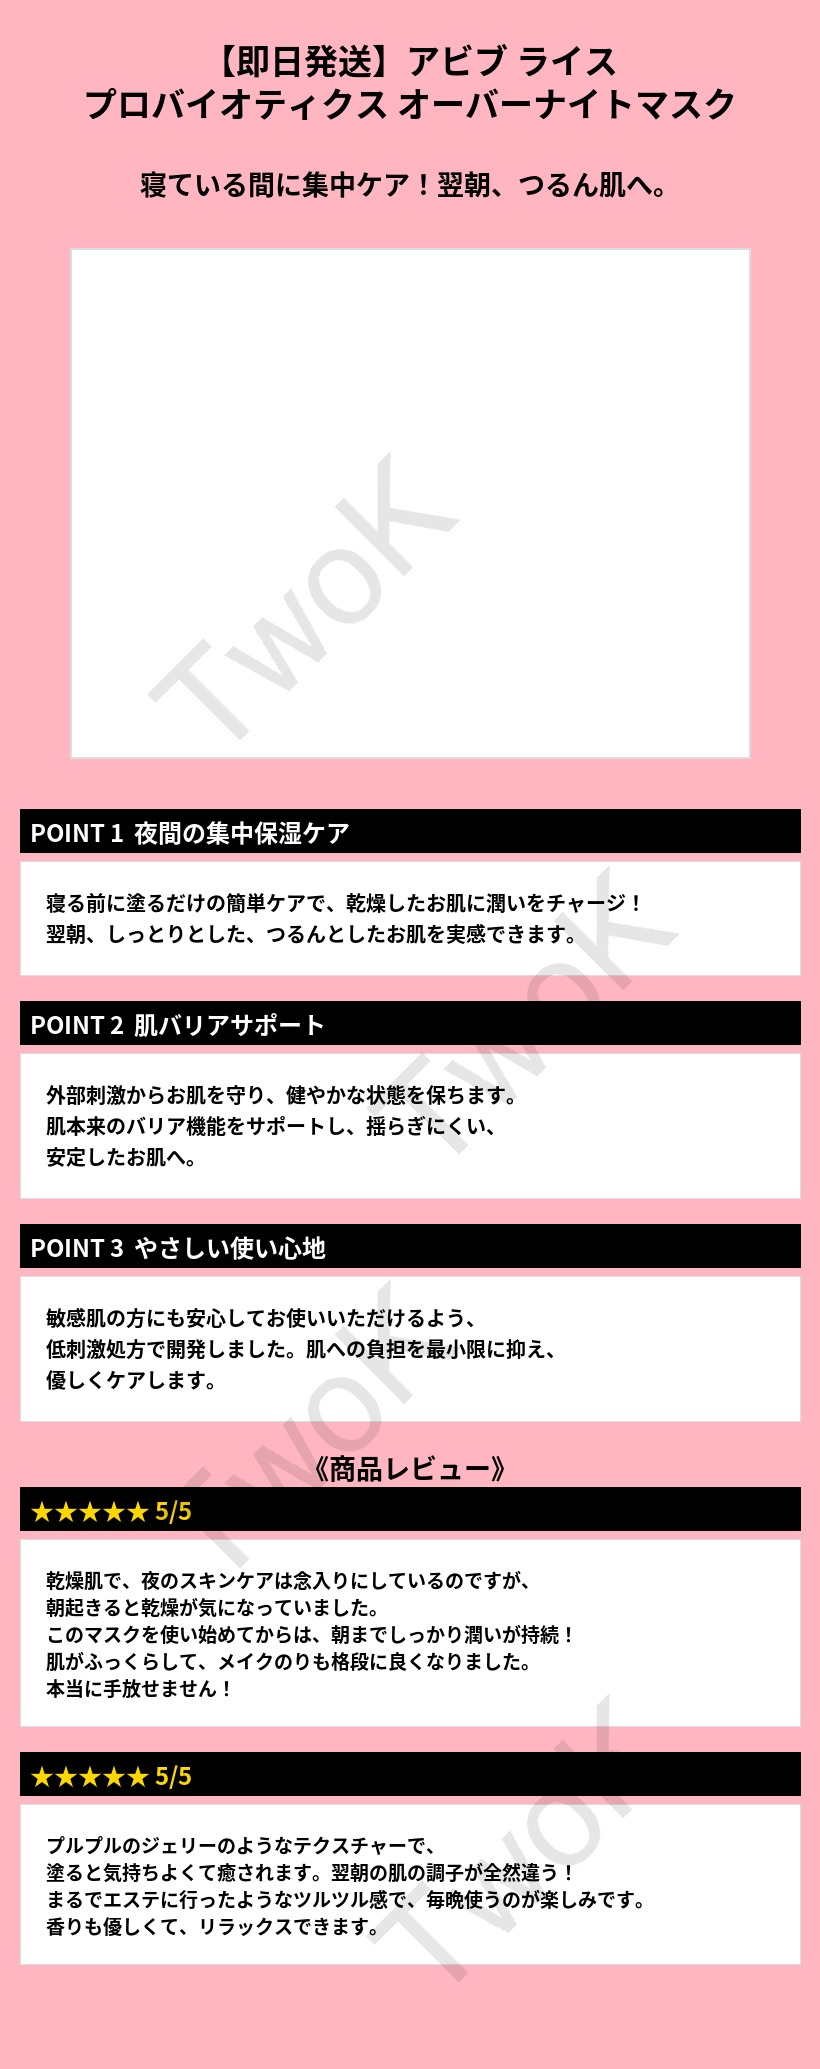 【即日発送】アビブ ライス
プロバイオティクス オーバーナイトマスク
寝ている間に集中ケア！翌朝、つるん肌へ。
TwoK
POINT 1 夜間の集中保湿ケア
寝る前に塗るだけの簡単ケアで、乾燥したお肌に潤いをチャージ！
翌朝、しっとりとした、つるんとしたお肌を実感できます。
TwoK
POINT 2 肌バリアサポート
外部刺激からお肌を守り、健やかな状態を保ちます。
肌本来のバリア機能をサポートし、揺らぎにくい、
安定したお肌へ。
POINT 3 やさしい使い心地
敏感肌の方にも安心してお使いいただけるよう、
低刺激処方で開発しました。肌への負担を最小限に抑え、
優しくケアします。
TwoK
《商品レビュー》
★★★★★ 5/5
乾燥肌で、夜のスキンケアは念入りにしているのですが、
朝起きると乾燥が気になっていました。
このマスクを使い始めてからは、朝までしっかり潤いが持続！
肌がふっくらして、メイクのりも格段に良くなりました。
本当に手放せません！
★★★★★ 5/5
プルプルのジェリーのようなテクスチャーで、
塗ると気持ちよくて癒されます。翌朝の肌の調子が全然違う！
まるでエステに行ったようなツルツル感で、毎晩使うのが楽しみです。
香りも優しくて、リラックスできます。
TwoK